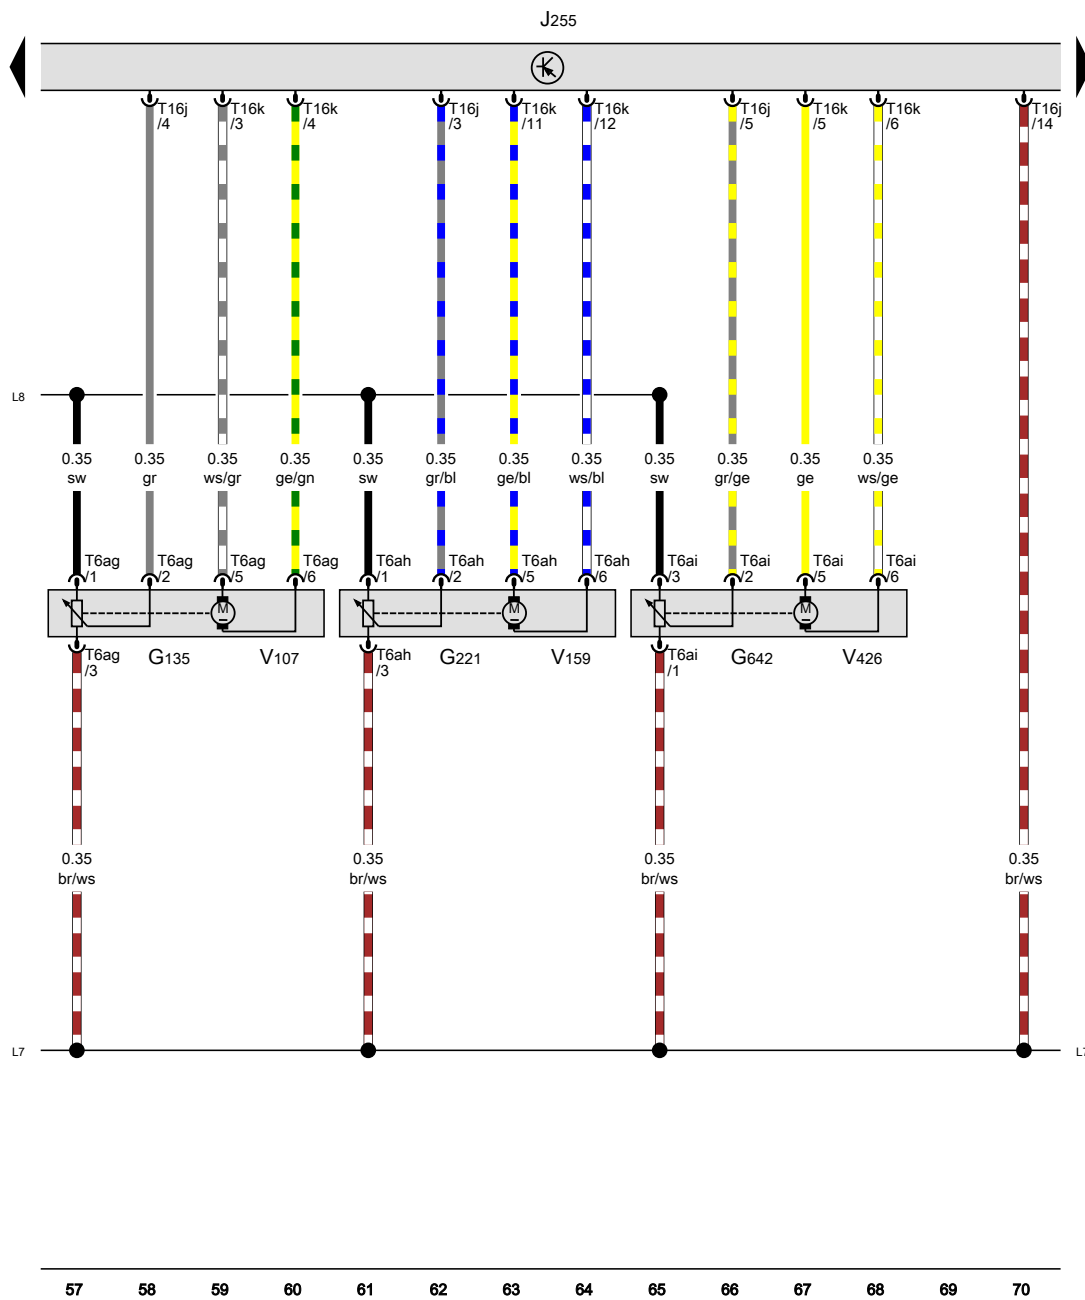 J255
T16j T16k T16k T16j T16k T16k T16j T16k T16k T16j
/4 /3 /4 /3 /11 /12 /5 /5 /6 /14
L8
0.35 0.35 0.35 0.35 0.35 0.35 0.35 0.35 0.35 0.35 0.35 0.35
sw gr ws/gr ge/gn sw gr/bl ge/bl ws/bl sw gr/ge ge ws/ge
T6ag T6ag T6ag T6ag T6ah T6ah T6ah T6ah T6ai T6ai T6ai T6ai
/1 /2 /5 /6 /1 /2 /5 /6 /3 /2 /5 /6
M M M
T6ag G135 V107 T6ah G221 V159 T6ai G642 V426
/3 /3 /1
0.35 0.35 0.35 0.35
br/ws br/ws br/ws br/ws
L7 L7
57 58 59 60 61 62 63 64 65 66 67 68 69 70